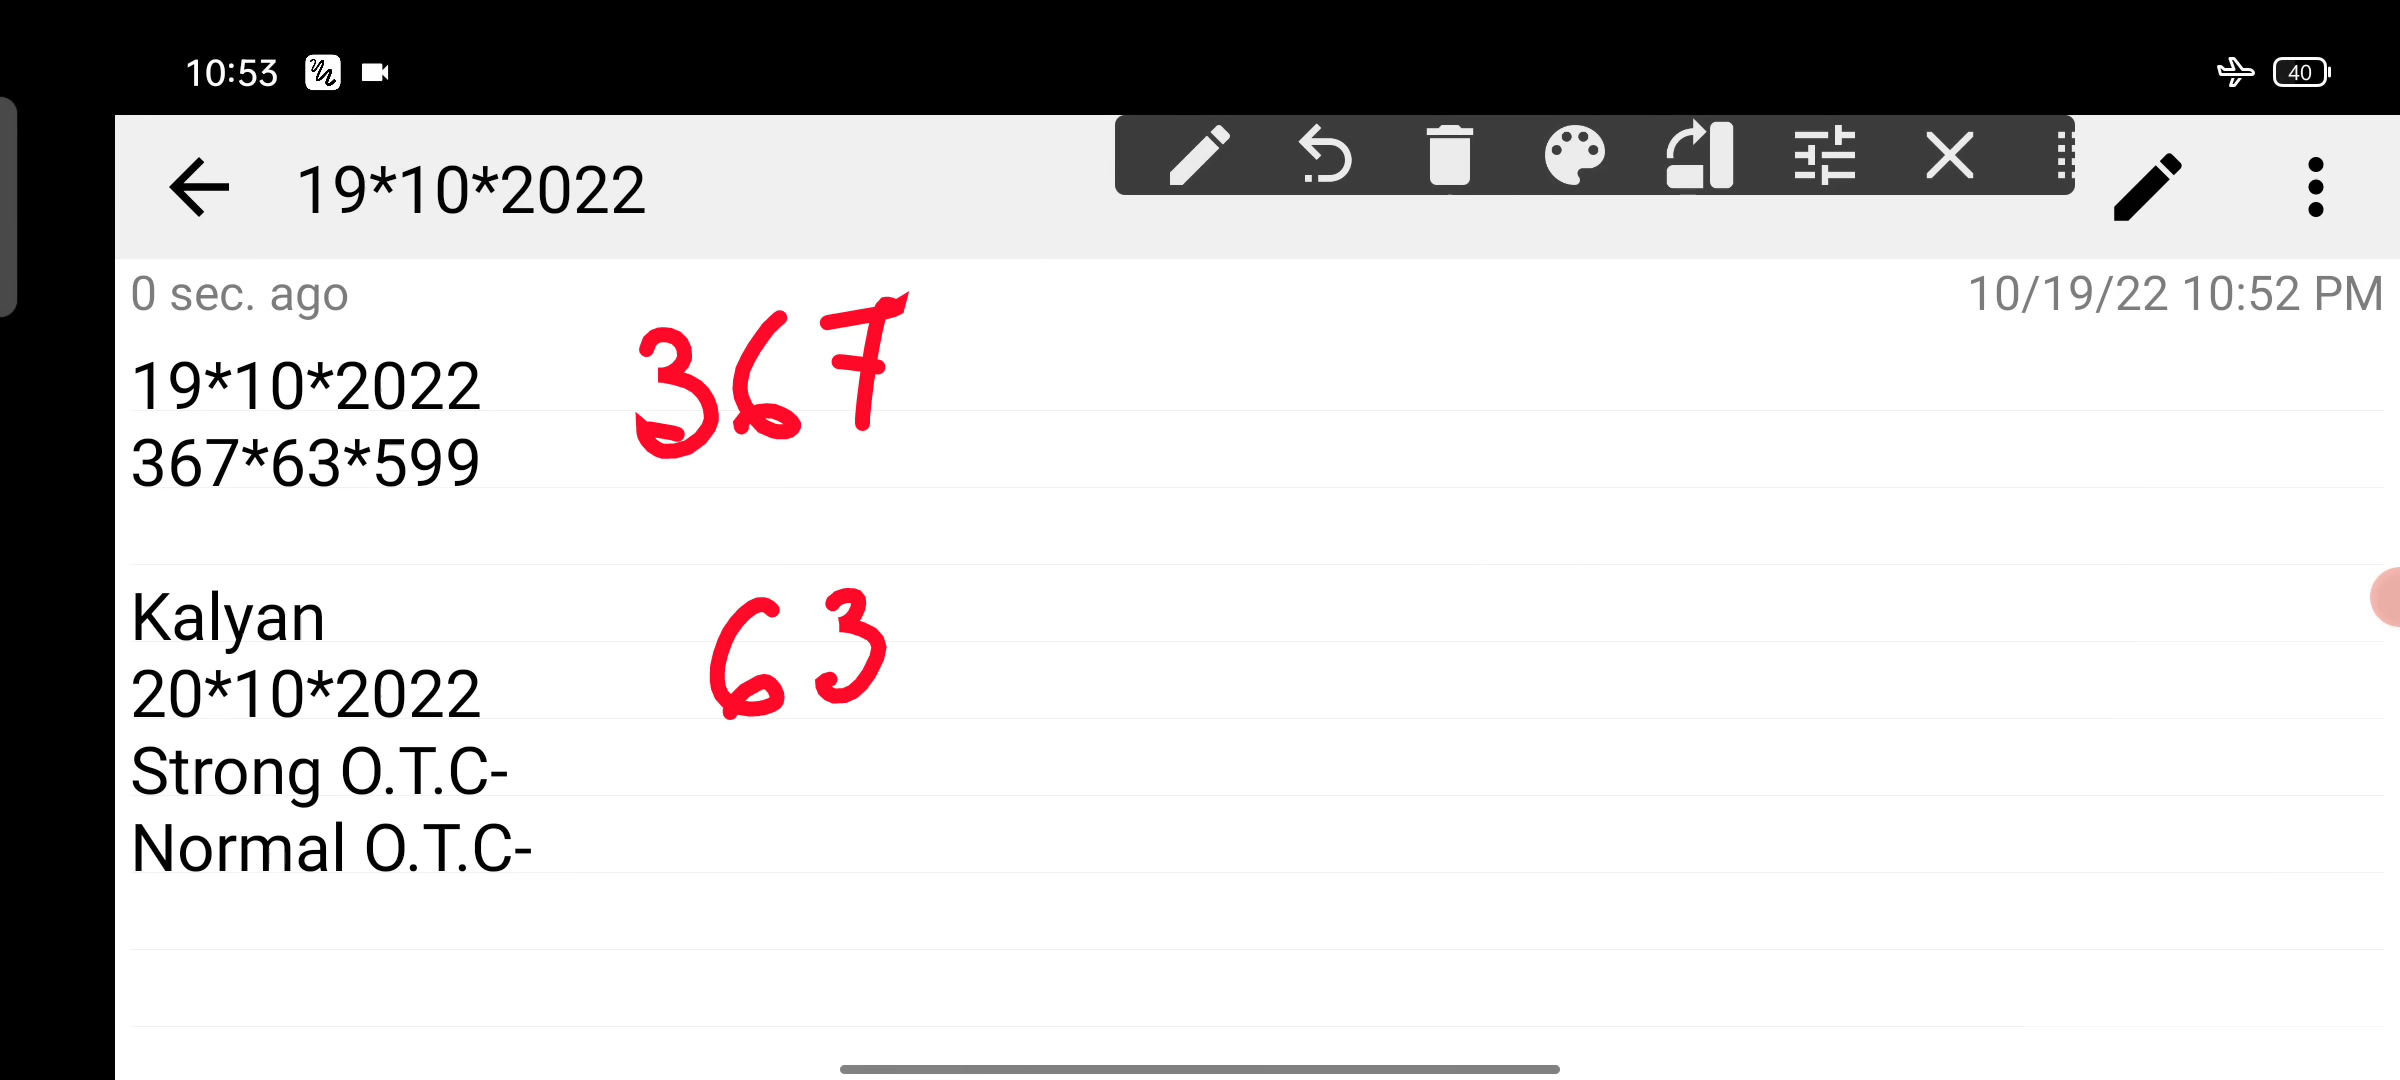 10:53
40
19*10*2022
0 sec. ago
10/19/22 10:52 PM
367
19*10*2022
367*63*599
Kalyan
63
20*10*2022
Strong O.T.C-
Normal O.T.C-